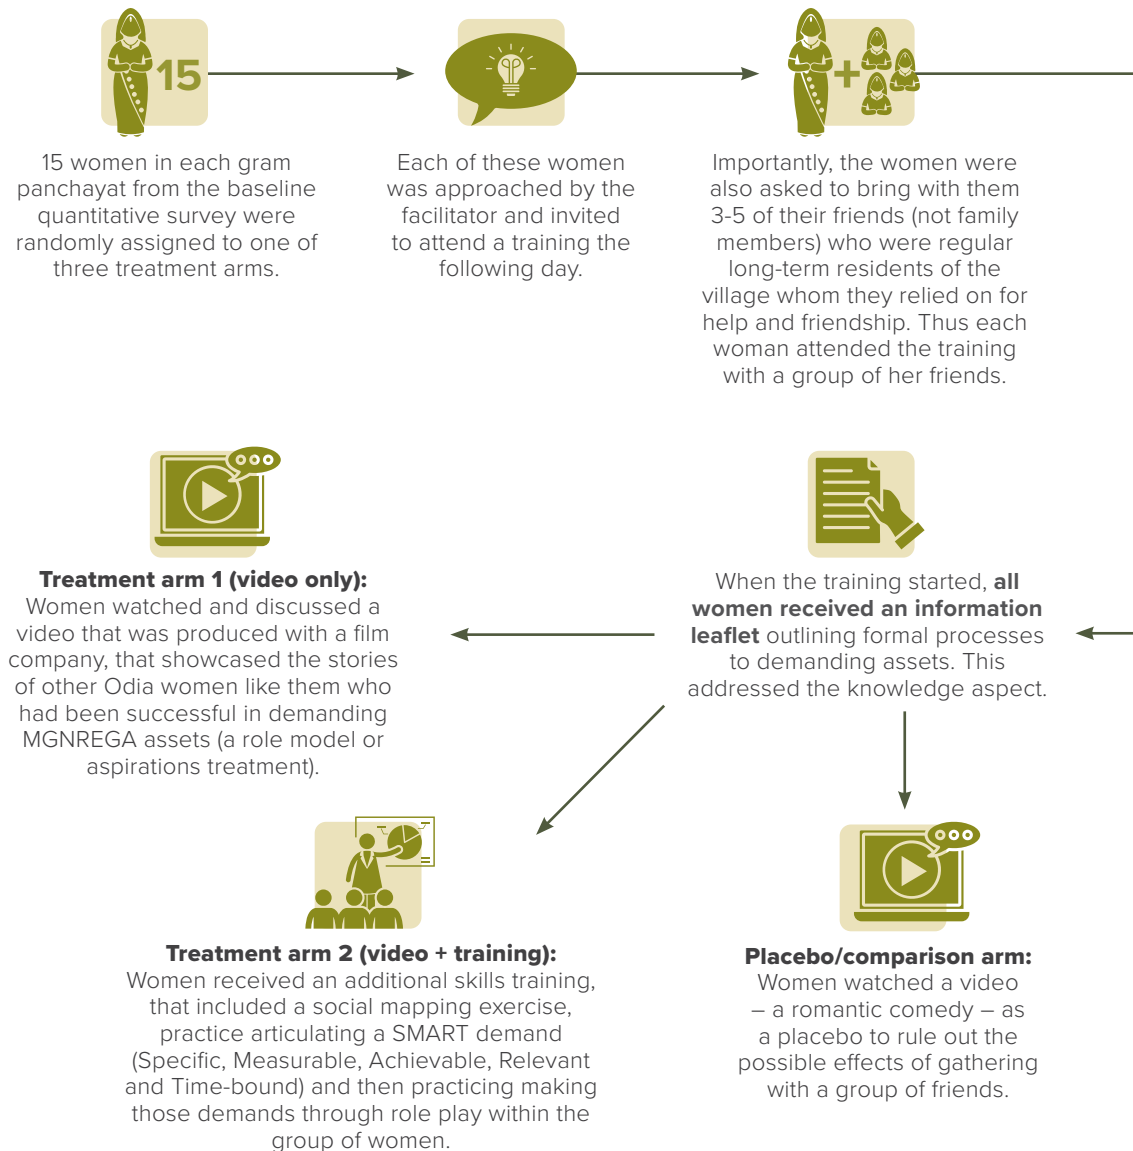 15
15 women in each gram
panchayat from the baseline
quantitative survey were
randomly assigned to one of
three treatment arms.
Each of these women
was approached by the
facilitator and invited
to attend a training the
following day.
+
Importantly, the women were
also asked to bring with them
3-5 of their friends (not family
members) who were regular
long-term residents of the
village whom they relied on for
help and friendship. Thus each
woman attended the training
with a group of her friends.
When the training started, all
women received an information
leaflet outlining formal processes
to demanding assets. This
addressed the knowledge aspect.
Treatment arm 1 (video only):
Women watched and discussed a
video that was produced with a film
company, that showcased the stories
of other Odia women like them who
had been successful in demanding
MGNREGA assets (a role model or
aspirations treatment).
Treatment arm 2 (video + training):
Women received an additional skills training,
that included a social mapping exercise,
practice articulating a SMART demand
(Specific, Measurable, Achievable, Relevant
and Time-bound) and then practicing making
those demands through role play within the
group of women.
Placebo/comparison arm:
Women watched a video
– a romantic comedy – as
a placebo to rule out the
possible effects of gathering
with a group of friends.